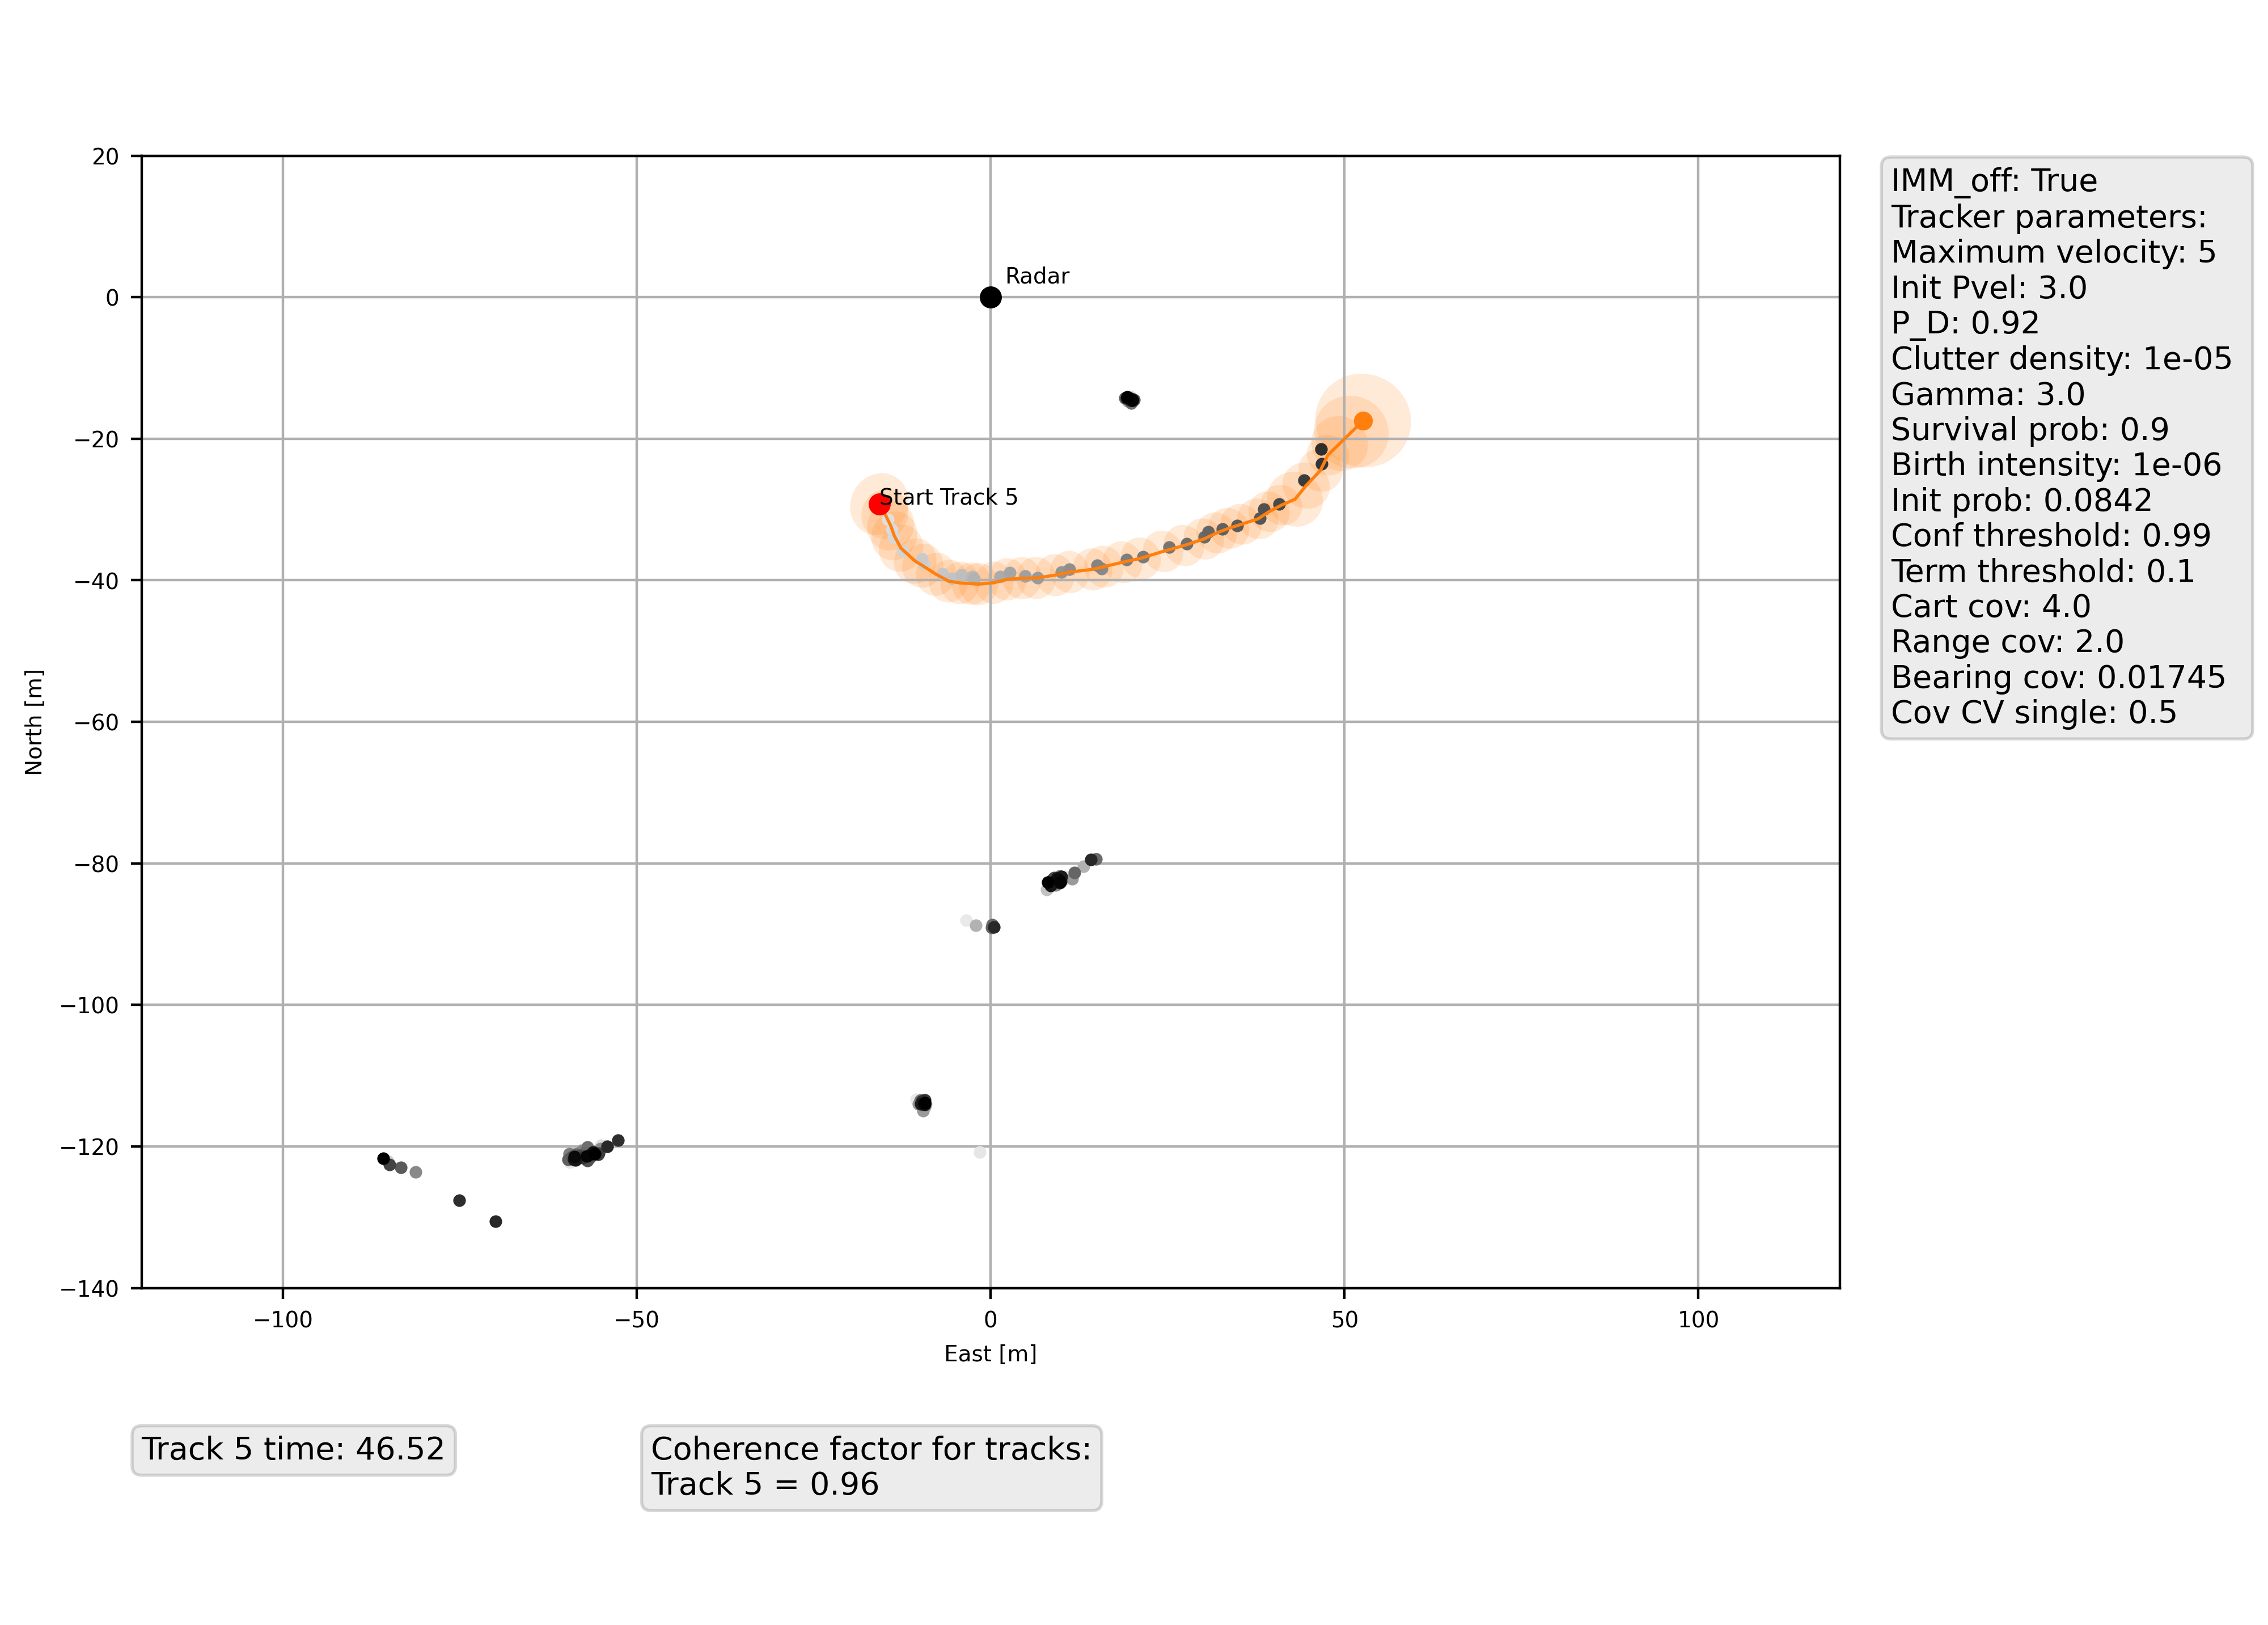 20
0
−20
−40
−60
−80
−100
−120
−140
North [m]
−100
−50
0
50
100
East [m]
Radar
Start Track 5
IMM_off: True
Tracker parameters:
Maximum velocity: 5
Init Pvel: 3.0
P_D: 0.92
Clutter density: 1e-05
Gamma: 3.0
Survival prob: 0.9
Birth intensity: 1e-06
Init prob: 0.0842
Conf threshold: 0.99
Term threshold: 0.1
Cart cov: 4.0
Range cov: 2.0
Bearing cov: 0.01745
Cov CV single: 0.5
Track 5 time: 46.52
Coherence factor for tracks:
Track 5 = 0.96